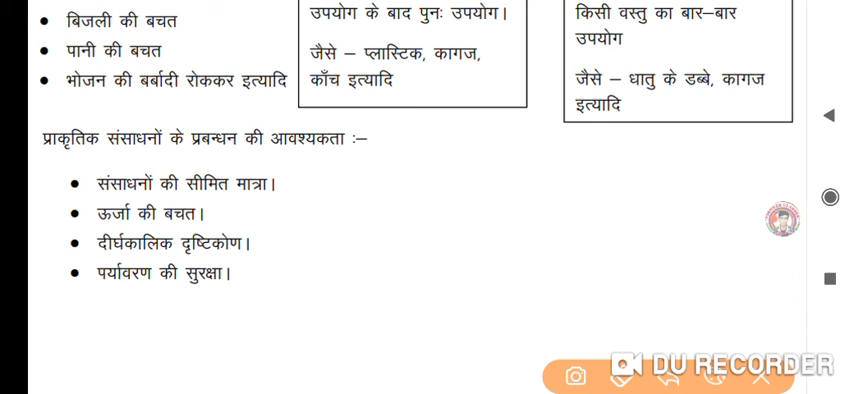 बिजली की बचत
पानी की बचत
भोजन की बर्बादी रोककर इत्यादि
उपयोग के बाद पुनः उपयोग।
जैसे – प्लास्टिक, कागज,
काँच इत्यादि
किसी वस्तु का बार–बार
उपयोग
जैसे – धातु के डब्बे, कागज
इत्यादि
प्राकृतिक संसाधनों के प्रबन्धन की आवश्यकता :–
संसाधनों की सीमित मात्रा।
ऊर्जा की बचत।
दीर्घकालिक दृष्टिकोण।
पर्यावरण की सुरक्षा।
DU RECORDER